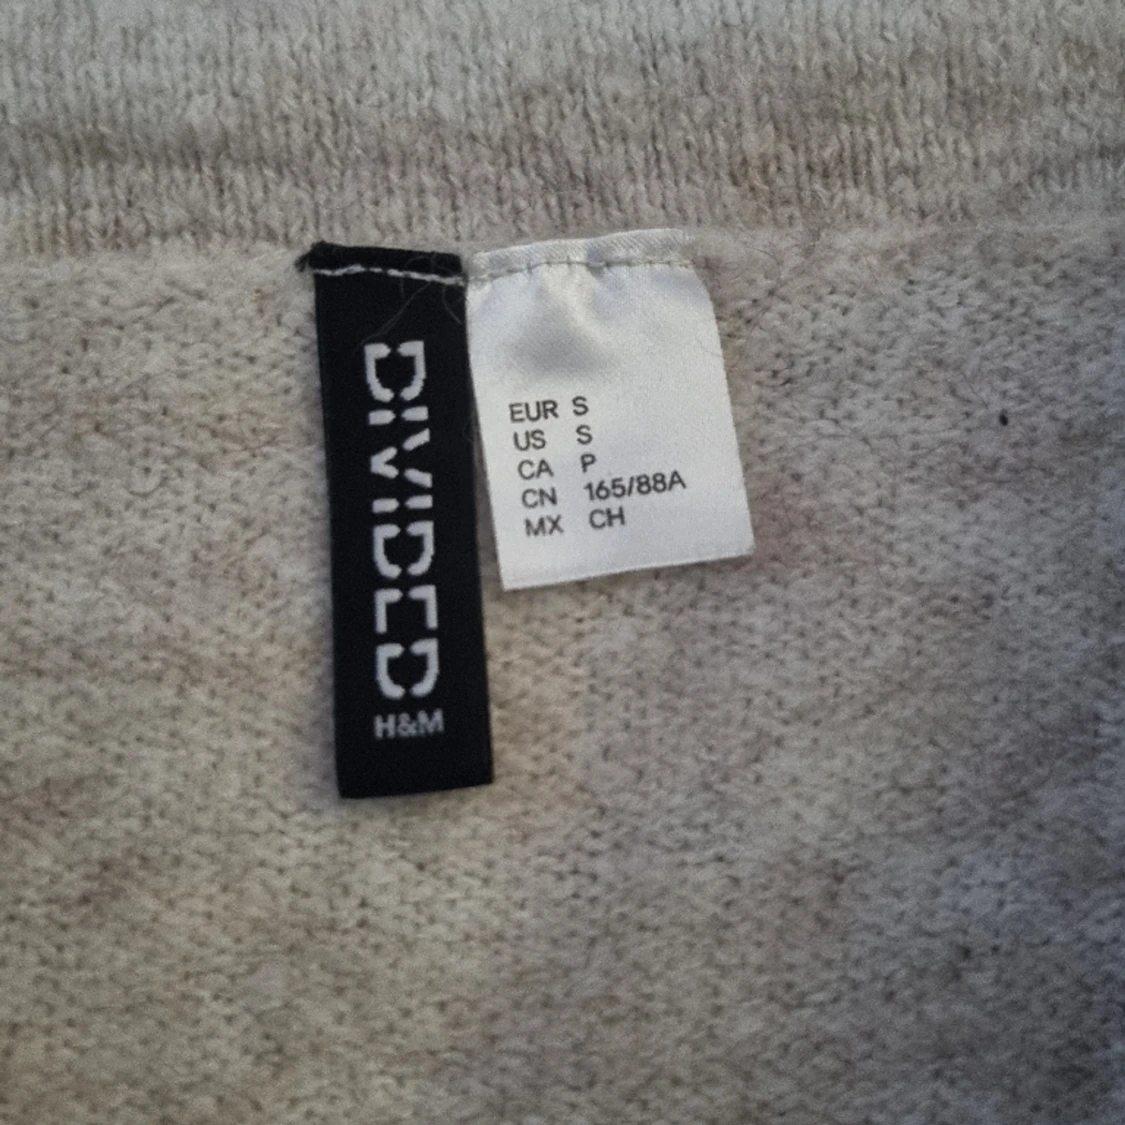 DIVIDED
H&M
EUR S
US S
CA P
CN 165/88A
MX CH